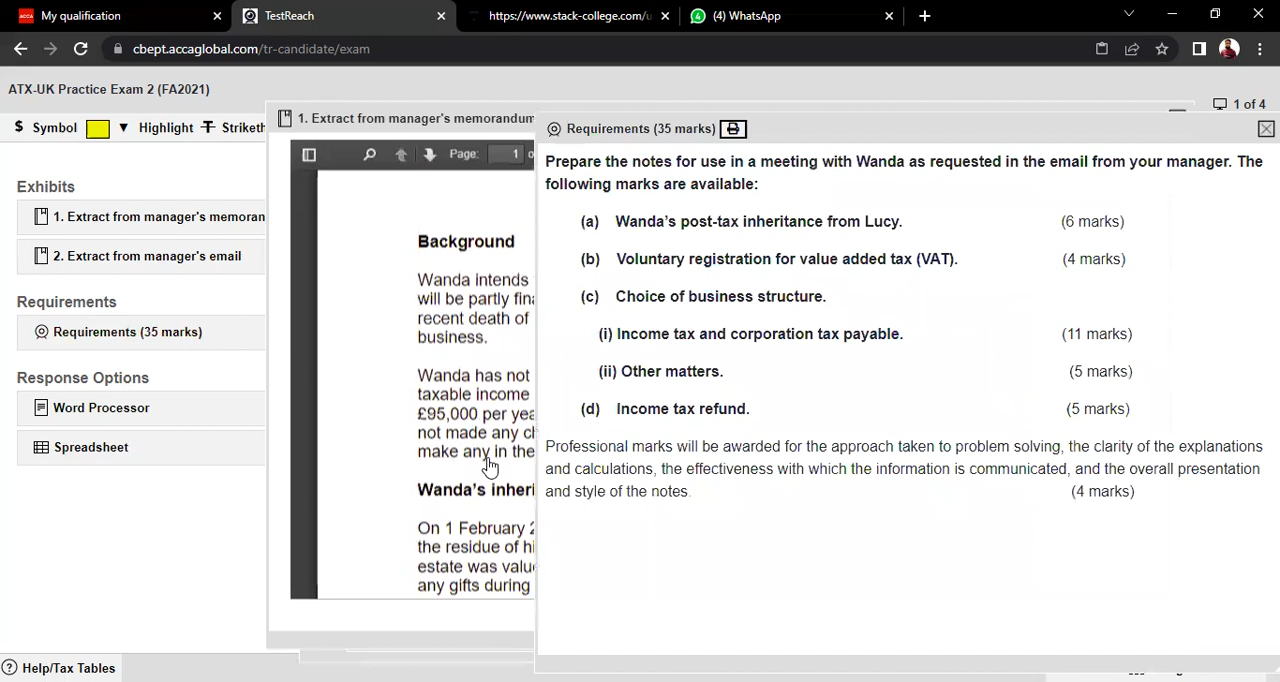 My qualification
TestReach
https://www.stack-college.com/u
(4) WhatsApp
cbept.accaglobal.com/tr-candidate/exam
ATX-UK Practice Exam 2 (FA2021)
1 of 4
$ Symbol
Highlight
T Striketh
Exhibits
1. Extract from manager's memoran
2. Extract from manager's email
Requirements
Requirements (35 marks)
Response Options
Word Processor
Spreadsheet
Help/Tax Tables
1. Extract from manager's memorandum
Page: 1 o
Background
Wanda intends
will be partly fina
recent death of
business.
Wanda has not
taxable income
£95,000 per yea
not made any ch
make any in the
Wanda's inheri
On 1 February 2
the residue of hi
estate was valu
any gifts during
Requirements (35 marks)
Prepare the notes for use in a meeting with Wanda as requested in the email from your manager. The
following marks are available:
(a) Wanda's post-tax inheritance from Lucy. (6 marks)
(b) Voluntary registration for value added tax (VAT). (4 marks)
(c) Choice of business structure.
(i) Income tax and corporation tax payable. (11 marks)
(ii) Other matters. (5 marks)
(d) Income tax refund. (5 marks)
Professional marks will be awarded for the approach taken to problem solving, the clarity of the explanations
and calculations, the effectiveness with which the information is communicated, and the overall presentation
and style of the notes. (4 marks)